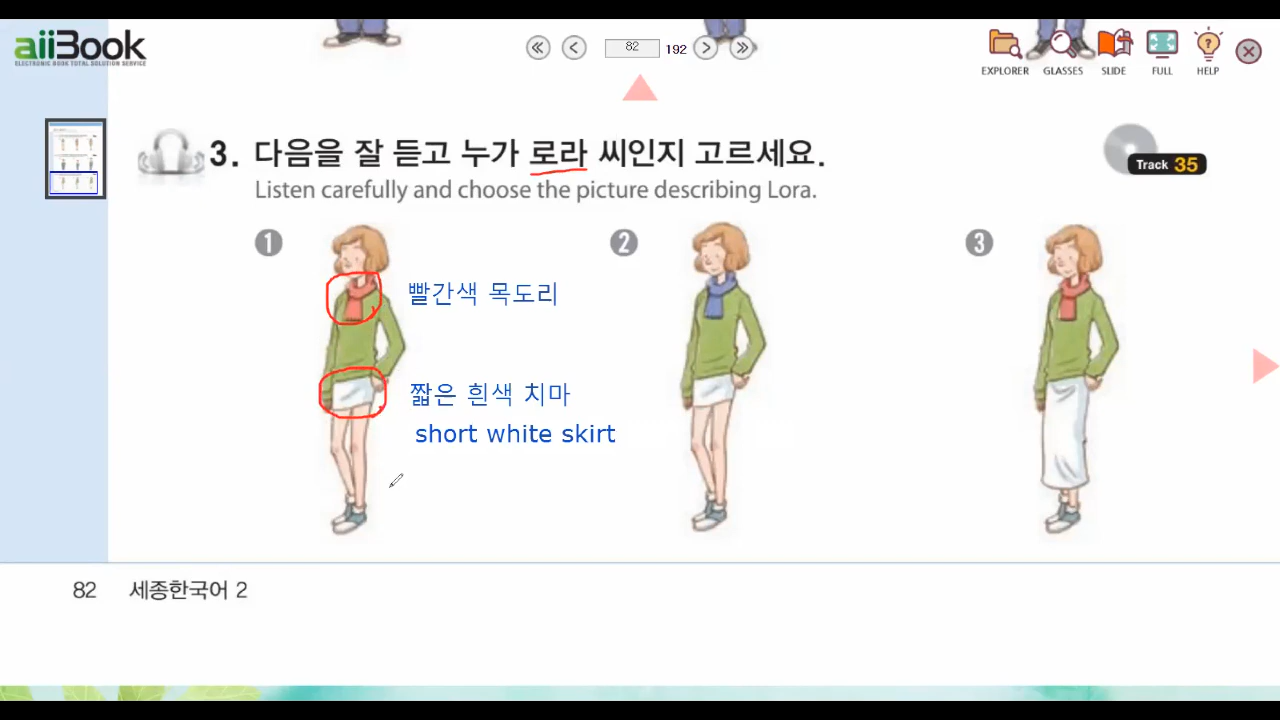 aiiBook
ELECTRONIC BOOK TOTAL SOLUTION SERVICE
82 192
EXPLORER GLASSES SLIDE FULL HELP
3. 다음을 잘 듣고 누가 로라 씨인지 고르세요.
Track 35
Listen carefully and choose the picture describing Lora.
1 2 3
빨간색 목도리
짧은 흰색 치마
short white skirt
82 세종한국어 2